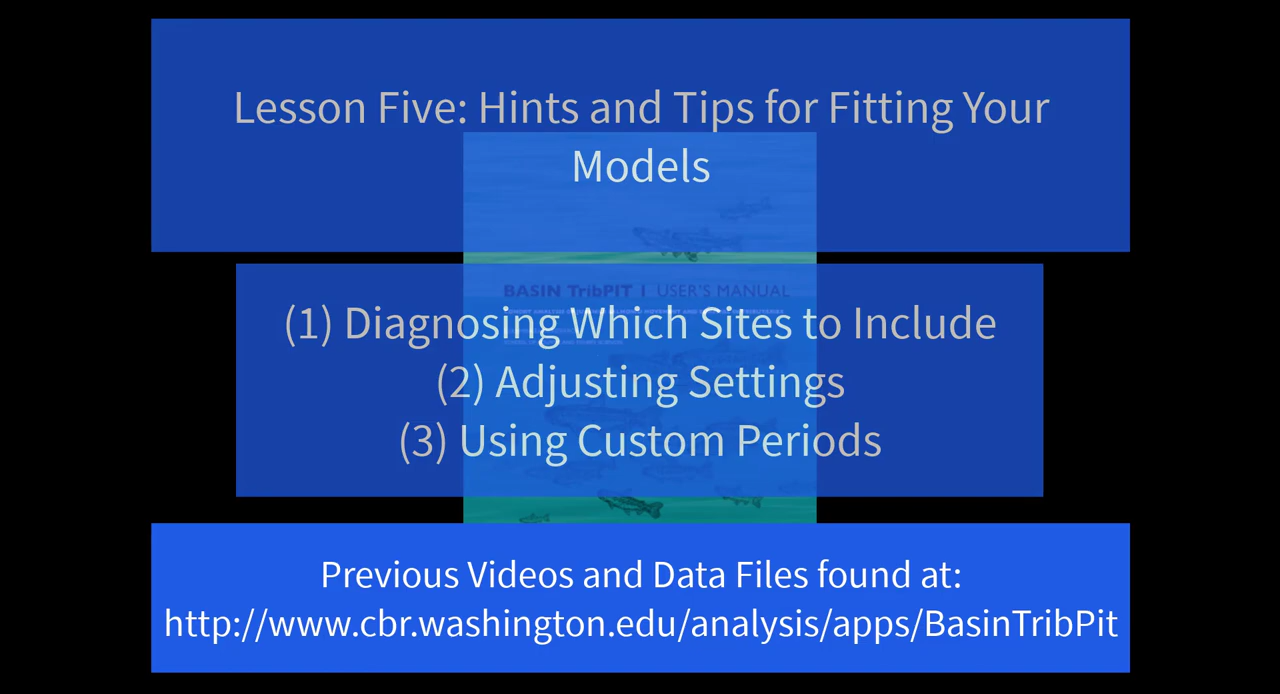 Lesson Five: Hints and Tips for Fitting Your
Models
BASIN TribPIT I USER'S MANUAL
(1) Diagnosing Which Sites to Include
(2) Adjusting Settings
(3) Using Custom Periods
Previous Videos and Data Files found at:
http://www.cbr.washington.edu/analysis/apps/BasinTribPit